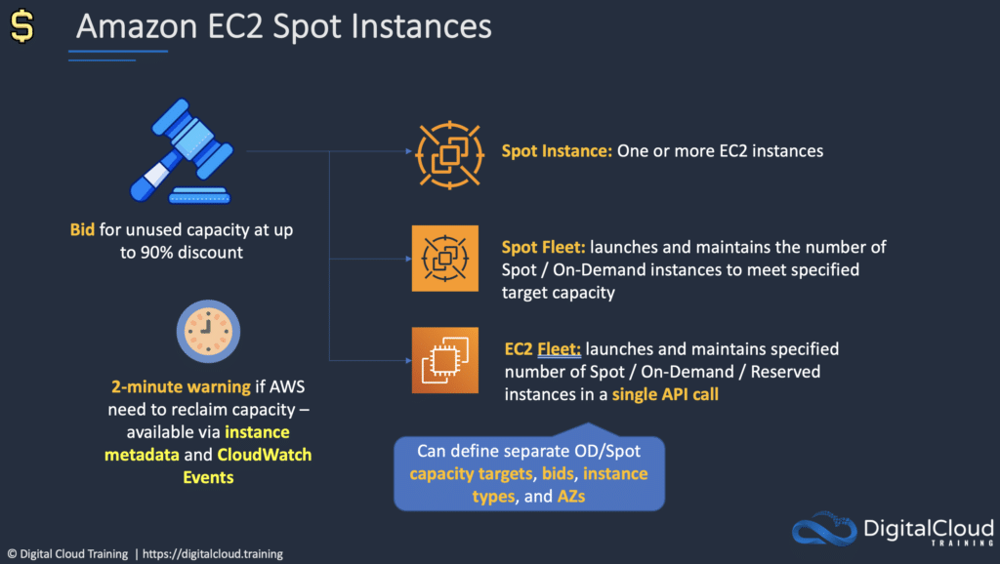 $
Amazon EC2 Spot Instances
Bid for unused capacity at up
to 90% discount
2-minute warning if AWS
need to reclaim capacity –
available via instance
metadata and CloudWatch
Events
Spot Instance: One or more EC2 instances
Spot Fleet: launches and maintains the number of
Spot / On-Demand instances to meet specified
target capacity
EC2 Fleet: launches and maintains specified
number of Spot / On-Demand / Reserved
instances in a single API call
Can define separate OD/Spot
capacity targets, bids, instance
types, and AZs
DigitalCloud
TRAINING
© Digital Cloud Training | https://digitalcloud.training